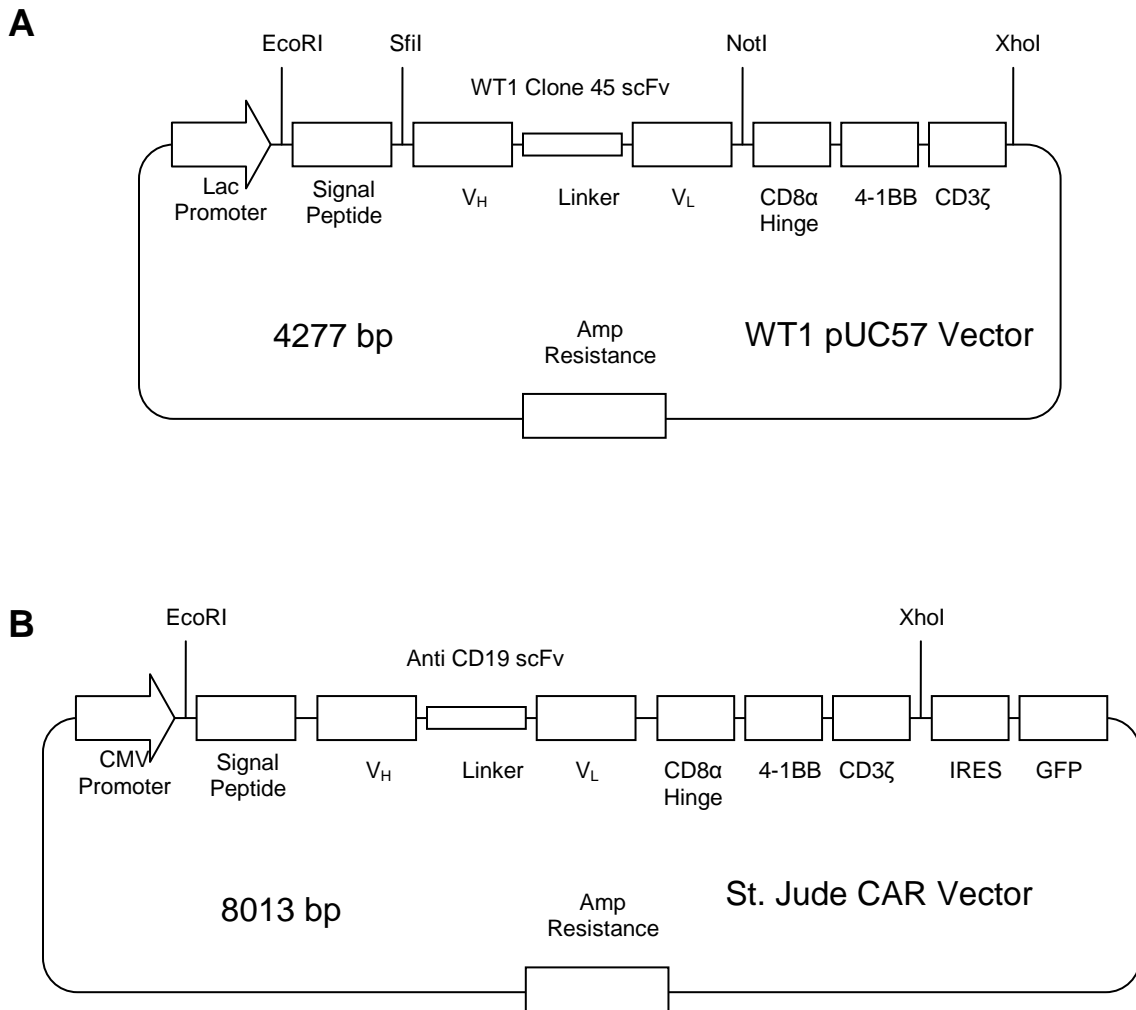 A
EcoRI SfiI NotI XhoI
WT1 Clone 45 scFv
Lac
Promoter
Signal
Peptide
VH
Linker
VL
CD8α
Hinge
4-1BB
CD3ζ
4277 bp
Amp
Resistance
WT1 pUC57 Vector
B
EcoRI XhoI
Anti CD19 scFv
CMV
Promoter
Signal
Peptide
VH
Linker
VL
CD8α
Hinge
4-1BB
CD3ζ
IRES
GFP
8013 bp
Amp
Resistance
St. Jude CAR Vector